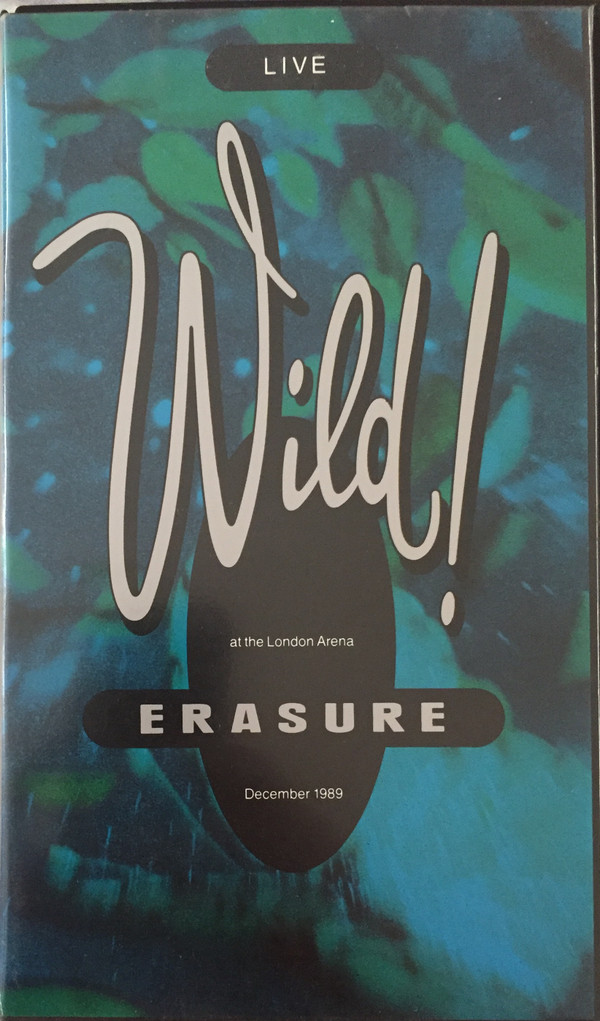 LIVE
Wild!
at the London Arena
ERASURE
December 1989